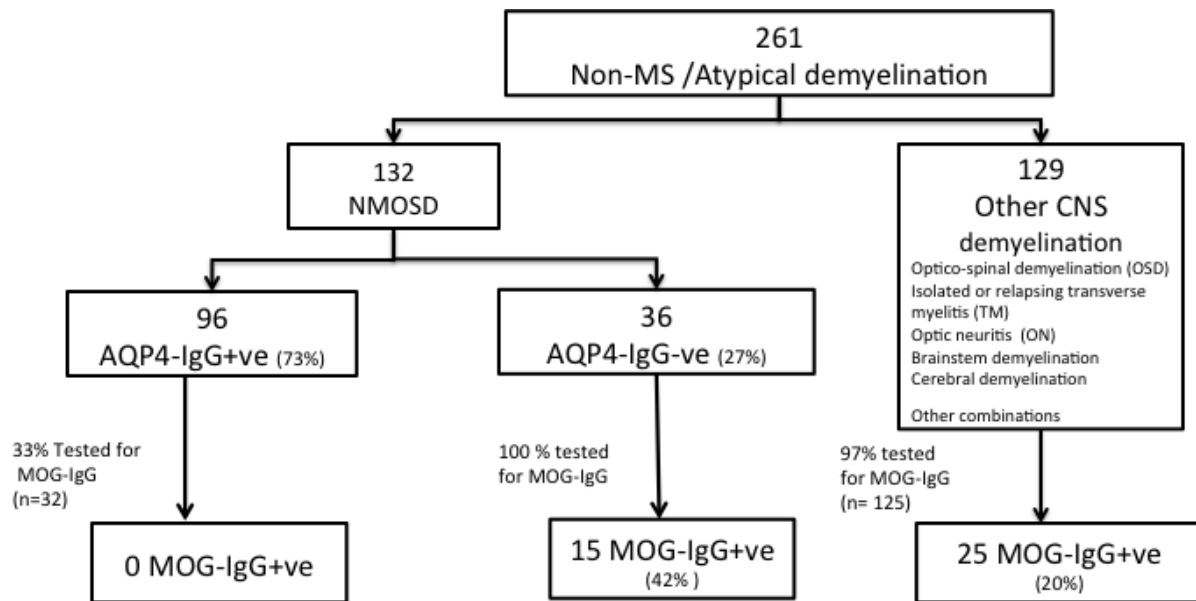 261
Non-MS /Atypical demyelination
132
NMOSD
129
Other CNS
demyelination
Optico-spinal demyelination (OSD)
Isolated or relapsing transverse
myelitis (TM)
Optic neuritis (ON)
Brainstem demyelination
Cerebral demyelination
Other combinations
96
AQP4-IgG+ve (73%)
36
AQP4-IgG-ve (27%)
33% Tested for
MOG-IgG
(n=32)
100 % tested
for MOG-IgG
97% tested
for MOG-IgG
(n= 125)
0 MOG-IgG+ve
15 MOG-IgG+ve
(42% )
25 MOG-IgG+ve
(20%)